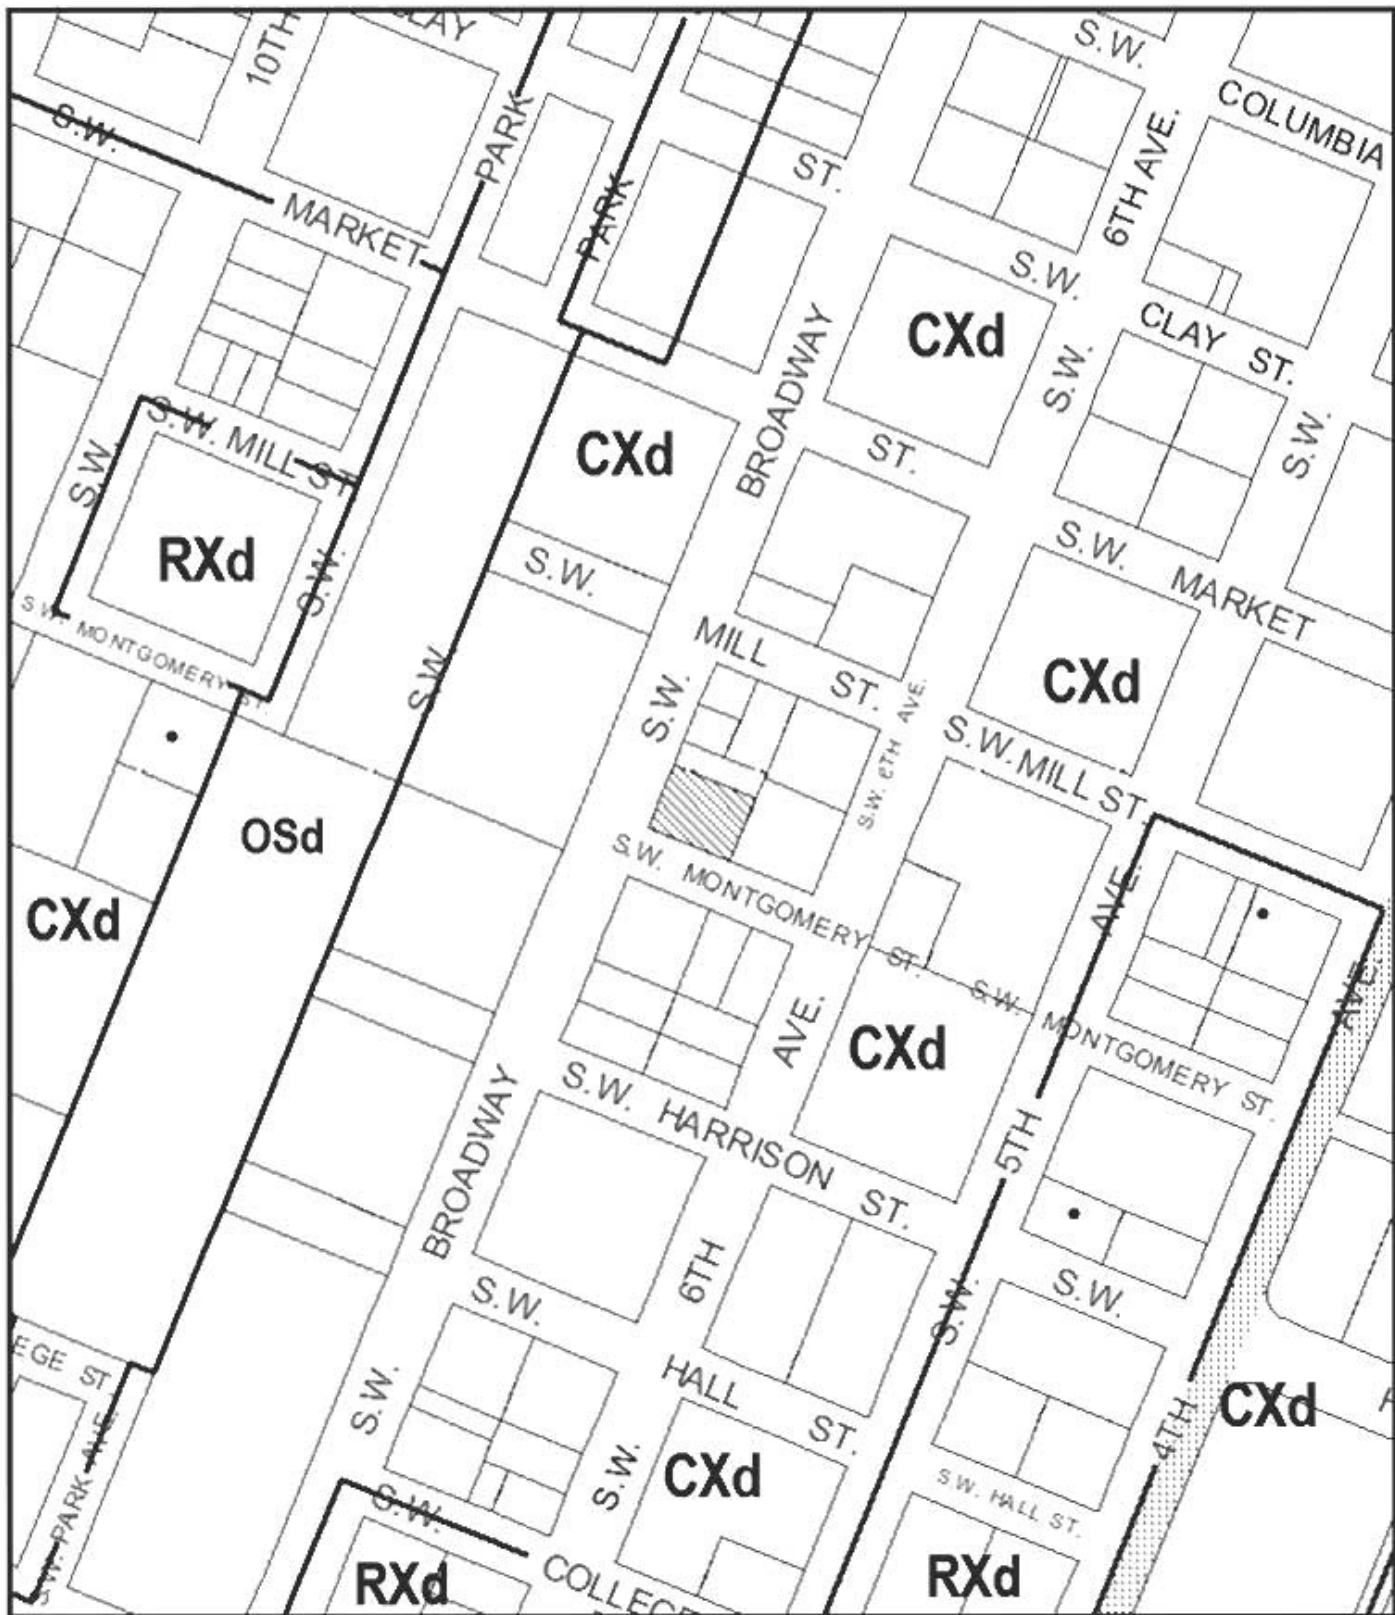 10TH
CLAY
S.W.
COLUMBIA
S.W.
PARK
6TH AVE.
ST.
PARK
MARKET
S.W.
CLAY ST.
CXd
BROADWAY
S.W.
S.W. MILL ST.
CXd
ST.
S.W.
S.W.
RXd
S.W.
S.W.
S.W. MARKET
S.W. MONTGOMERY ST.
MILL ST.
S.W.
S.W.
S.W. 6TH AVE.
CXd
S.W. MILL ST.
OSd
S.W. MONTGOMERY ST.
AVE.
CXd
AVE.
AVE.
CXd
S.W. MONTGOMERY ST.
S.W. HARRISON ST.
BROADWAY
5TH
6TH
S.W.
S.W.
S.W.
EGE ST
HALL ST.
4TH
CXd
S.W.
S.W. PARK AVE.
S.W.
CXd
S.W. HALL ST.
S.W.
COLLEGE
RXd
RXd